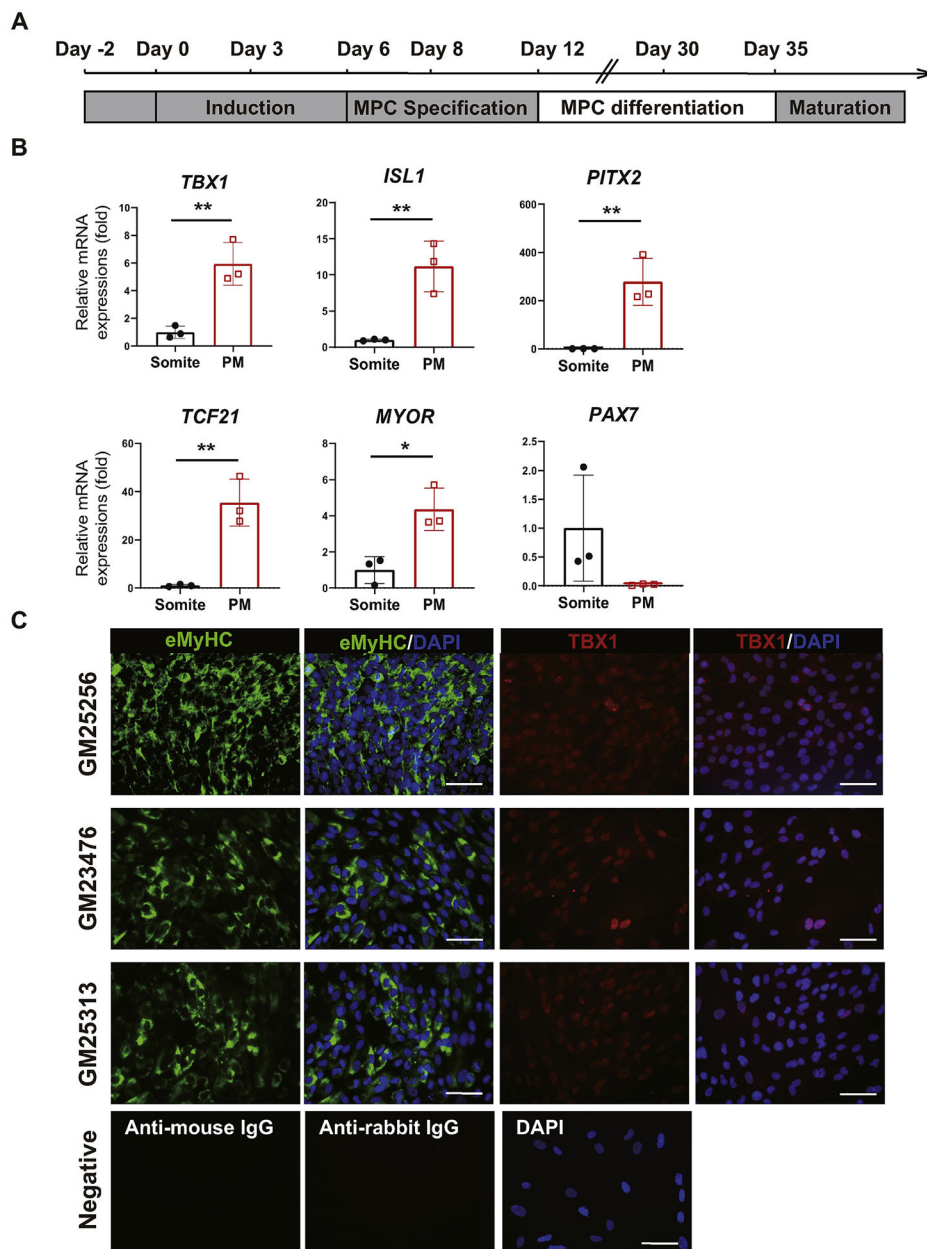 A
Day -2 Day 0 Day 3 Day 6 Day 8 Day 12 Day 30 Day 35
Induction MPC Specification MPC differentiation Maturation
B
TBX1 ISL1 PITX2
Relative mRNA expressions (fold)
10 8 6 4 2 0
**
Somite PM
20 15 10 5 0
**
Somite PM
600 400 200 0
**
Somite PM
TCF21 MYOR PAX7
Relative mRNA expressions (fold)
60 40 20 0
**
Somite PM
8 6 4 2 0
*
Somite PM
2.5 2.0 1.5 1.0 0.5 0.0
Somite PM
C
eMyHC eMyHC/DAPI TBX1 TBX1/DAPI
GM25256
GM23476
GM25313
Negative
Anti-mouse IgG Anti-rabbit IgG DAPI